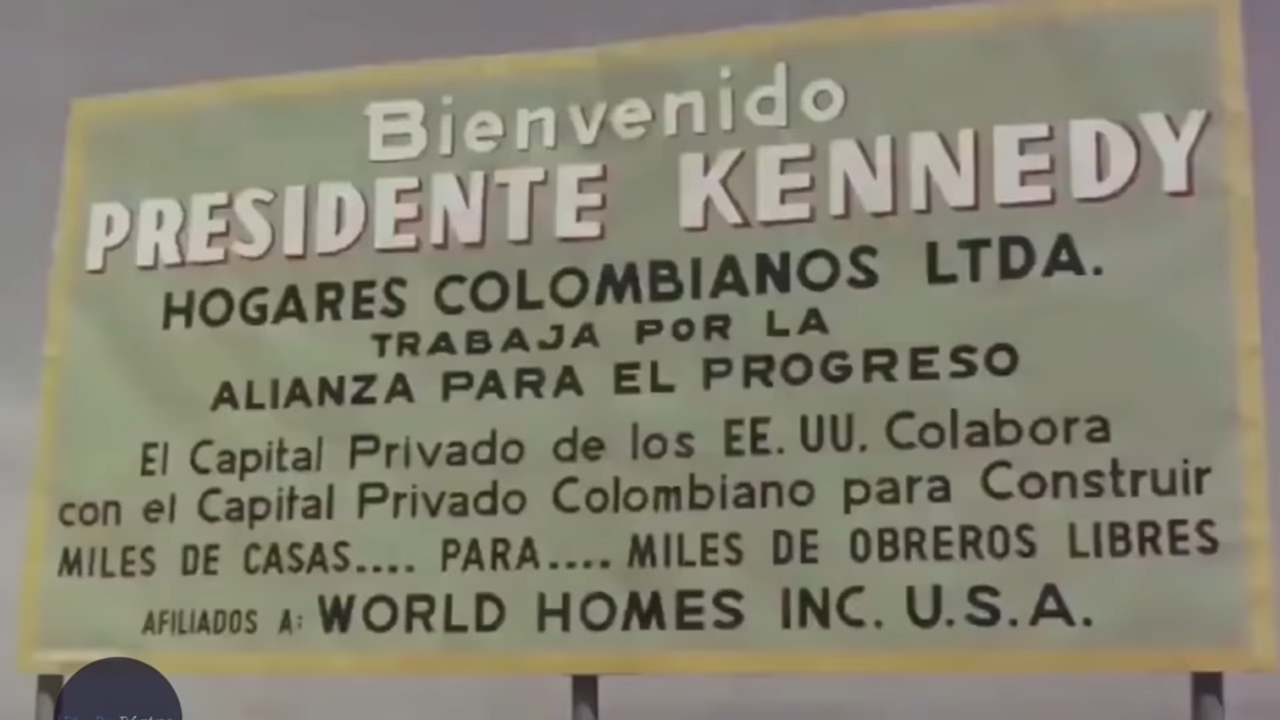 Bienvenido
PRESIDENTE KENNEDY
HOGARES COLOMBIANOS LTDA.
TRABAJA POR LA
ALIANZA PARA EL PROGRESO
El Capital Privado de los EE. UU. Colabora
con el Capital Privado Colombiano para Construir
MILES DE CASAS.... PARA.... MILES DE OBREROS LIBRES
AFILIADOS A: WORLD HOMES INC. U.S.A.